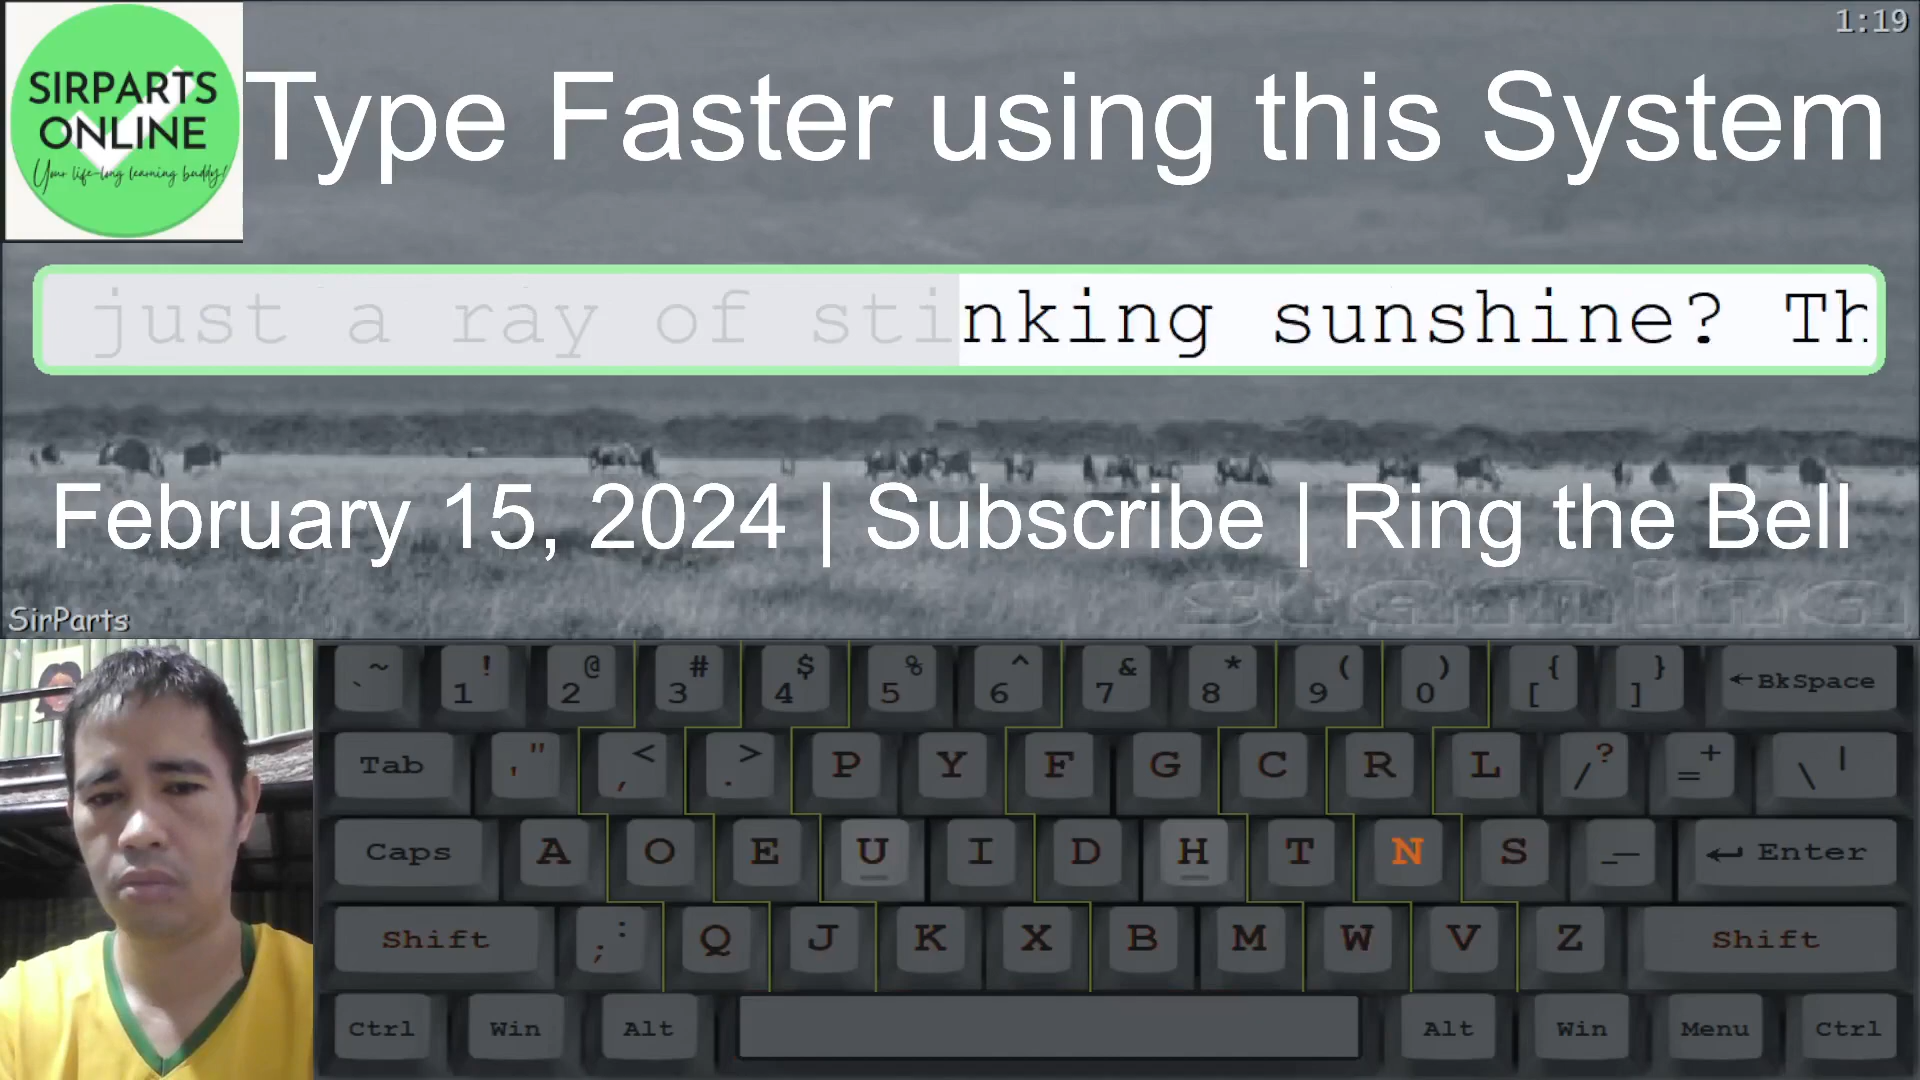 1:19
SIRPARTS
ONLINE
Your life-long learning buddy!
Type Faster using this System
just a ray of stinking sunshine? Th
February 15, 2024 | Subscribe | Ring the Bell
stamina
SirParts
~ ` ! 1 @ 2 # 3 $ 4 % 5 ^ 6 & 7 * 8 ( 9 ) 0 { [ } ] ←BkSpace
Tab " ' < , > . P Y F G C R L ? / + = | \
Caps A O E U I D H T N S _ - Enter
Shift : ; Q J K X B M W V Z Shift
Ctrl Win Alt Alt Win Menu Ctrl